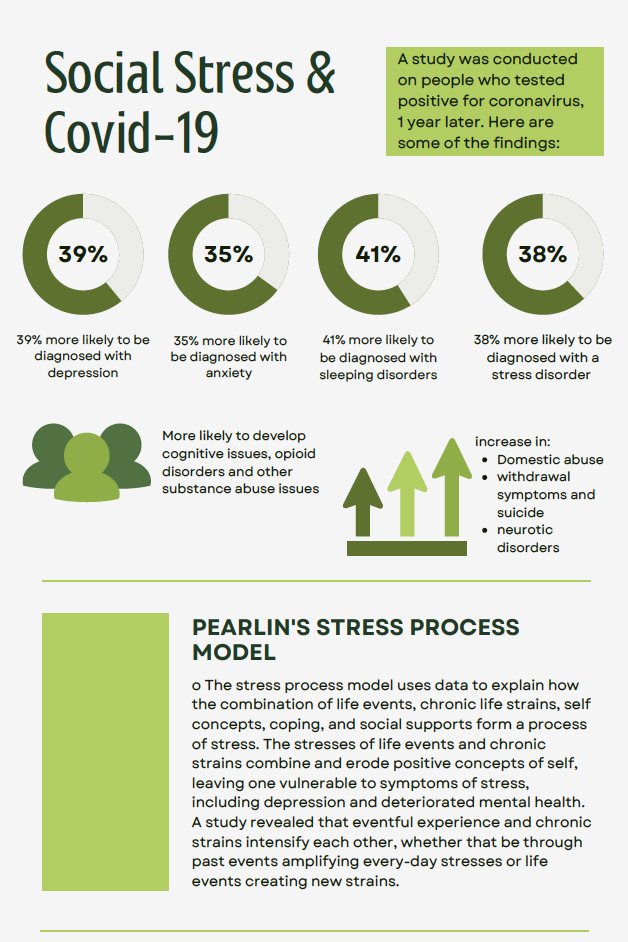 Social Stress &
Covid-19
A study was conducted
on people who tested
positive for coronavirus,
1 year later. Here are
some of the findings:
39%
35%
41%
38%
39% more likely to be
diagnosed with
depression
35% more likely to
be diagnosed with
anxiety
41% more likely to
be diagnosed with
sleeping disorders
38% more likely to be
diagnosed with a
stress disorder
More likely to develop
cognitive issues, opioid
disorders and other
substance abuse issues
increase in:
• Domestic abuse
• withdrawal
symptoms and
suicide
• neurotic
disorders
PEARLIN'S STRESS PROCESS
MODEL
o The stress process model uses data to explain how
the combination of life events, chronic life strains, self
concepts, coping, and social supports form a process
of stress. The stresses of life events and chronic
strains combine and erode positive concepts of self,
leaving one vulnerable to symptoms of stress,
including depression and deteriorated mental health.
A study revealed that eventful experience and chronic
strains intensify each other, whether that be through
past events amplifying every-day stresses or life
events creating new strains.